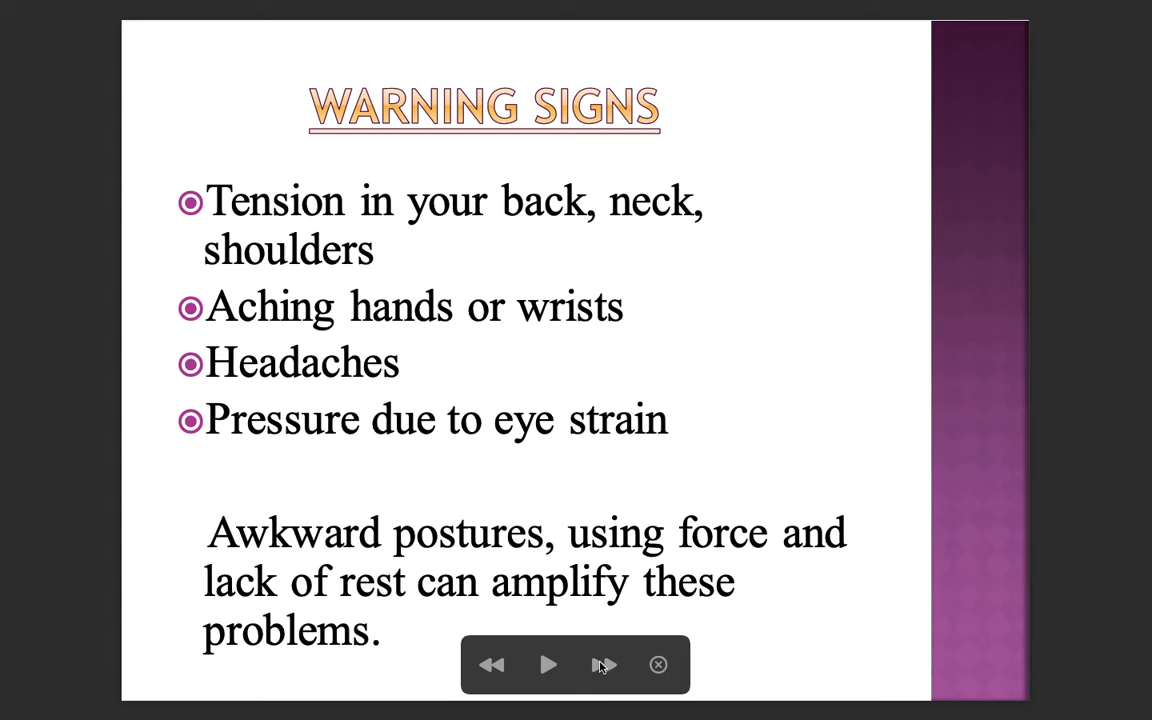 WARNING SIGNS
Tension in your back, neck,
shoulders
Aching hands or wrists
Headaches
Pressure due to eye strain
Awkward postures, using force and
lack of rest can amplify these
problems.